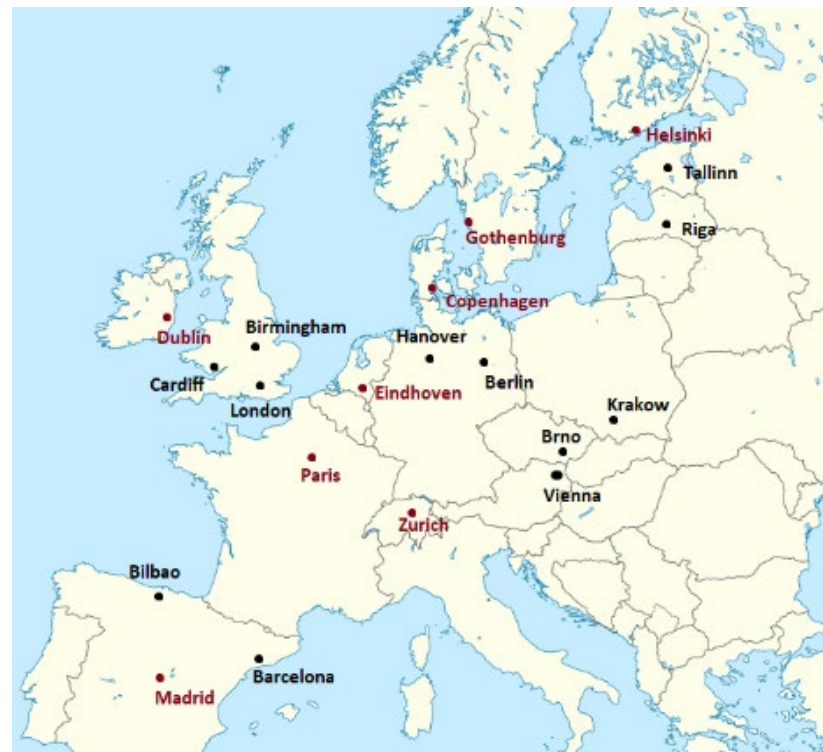 Helsinki
Tallinn
Gothenburg
Riga
Copenhagen
Dublin
Birmingham
Hanover
Cardiff
London
Eindhoven
Berlin
Krakow
Brno
Paris
Vienna
Zurich
Bilbao
Madrid
Barcelona